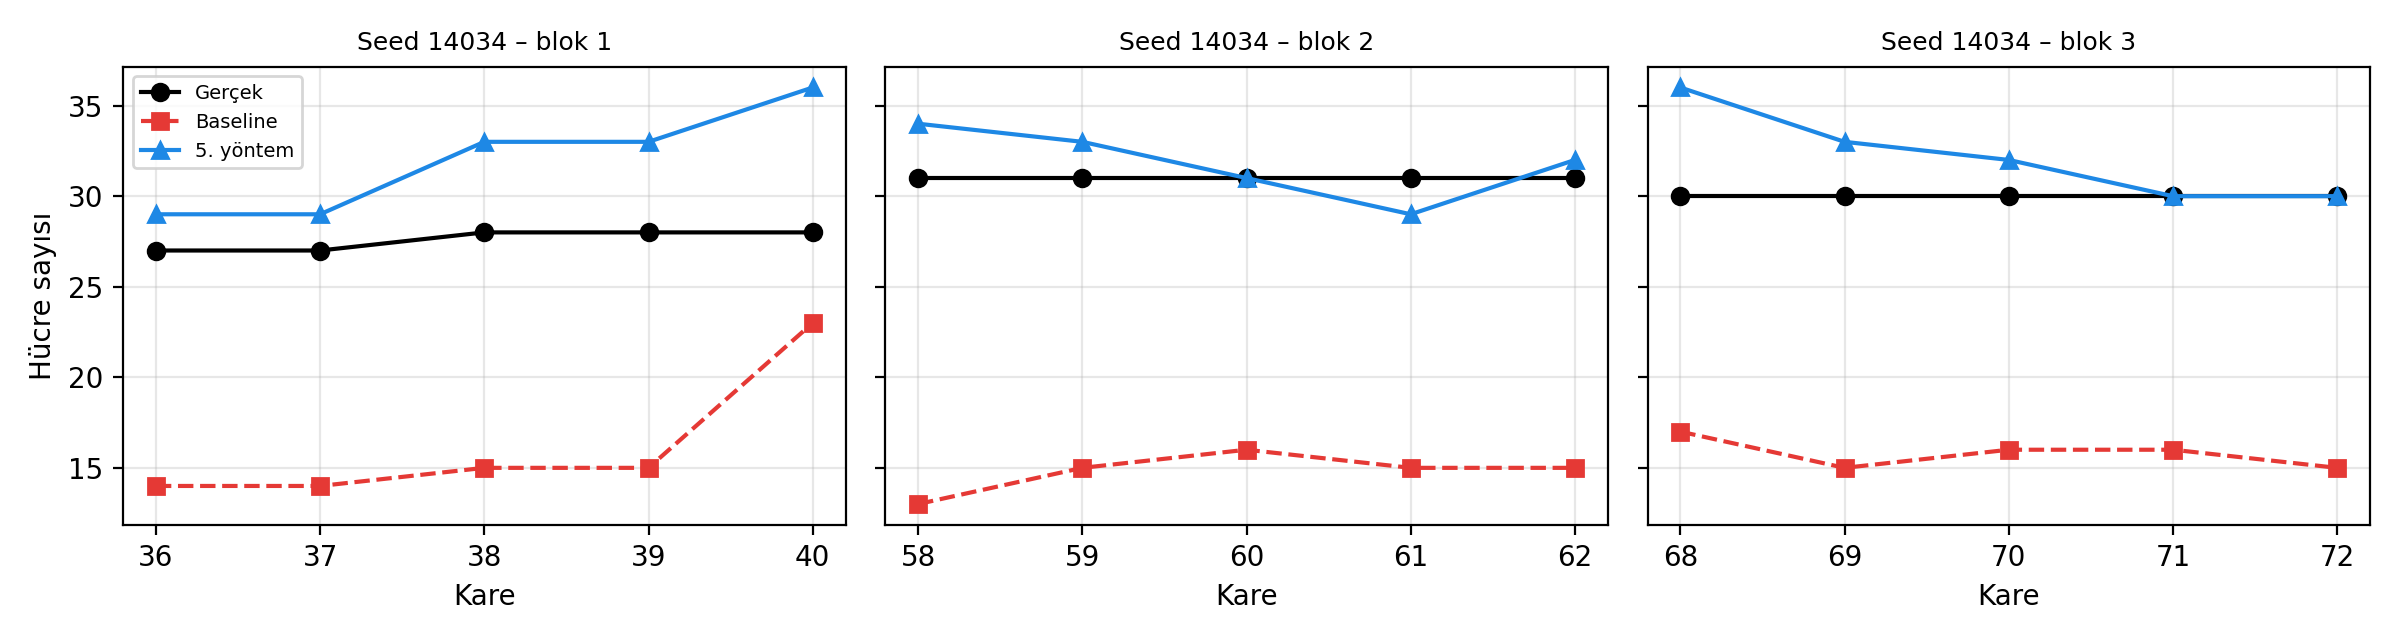 Seed 14034 – blok 1
Seed 14034 – blok 2
Seed 14034 – blok 3
Gerçek
Baseline
5. yöntem
Hücre sayısı
35
30
25
20
15
36 37 38 39 40
58 59 60 61 62
68 69 70 71 72
Kare
Kare
Kare